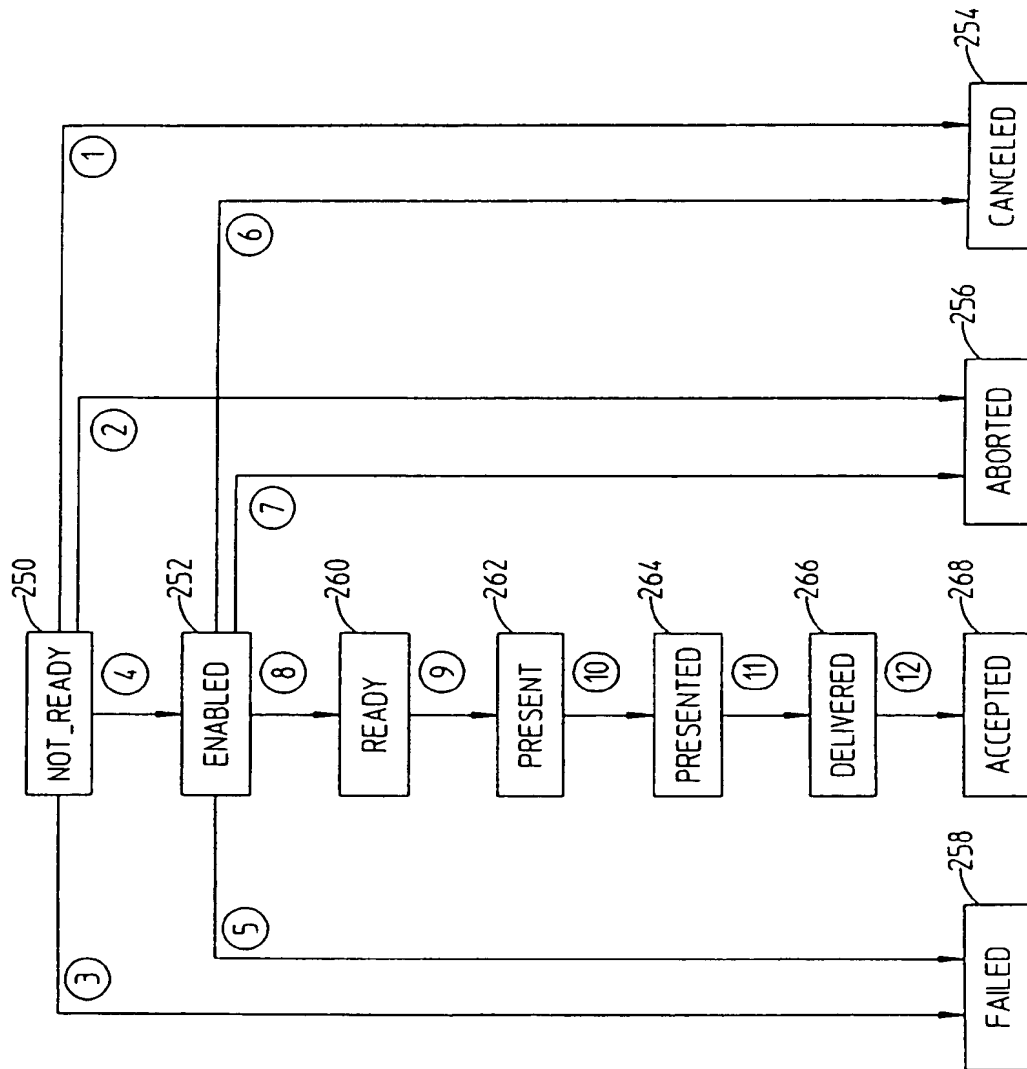 250
NOT_READY
1
2
3
4
252
ENABLED
6
7
5
8
260
READY
9
262
PRESENT
10
264
PRESENTED
11
266
DELIVERED
12
258
FAILED
268
ACCEPTED
256
ABORTED
254
CANCELED